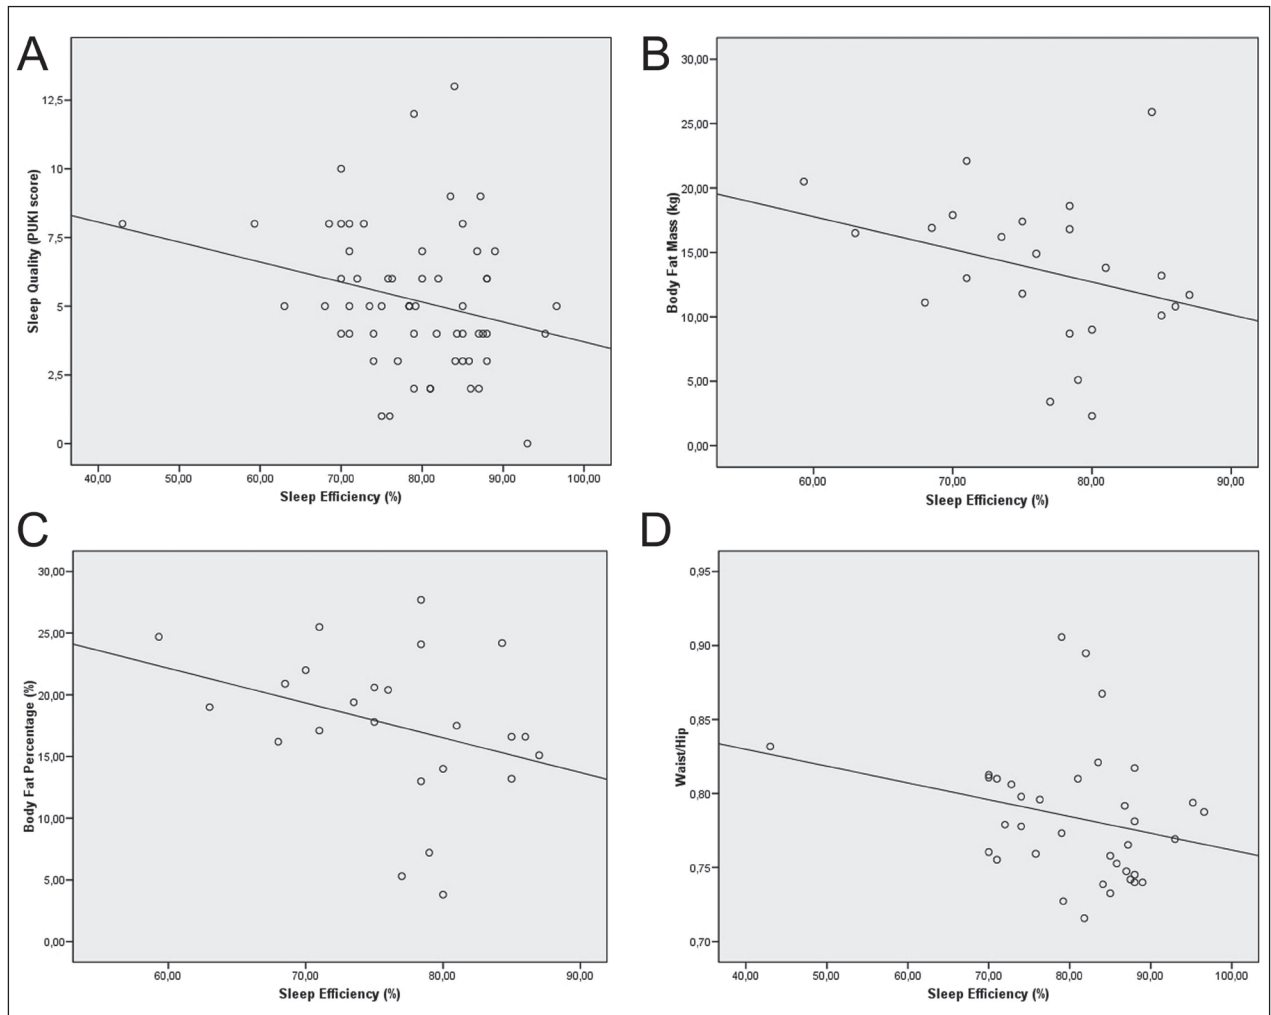 A
12,5
10
7,5
5
2,5
0
Sleep Quality (PUKI score)
40,00 50,00 60,00 70,00 80,00 90,00 100,00
Sleep Efficiency (%)
B
30,00
25,00
20,00
15,00
10,00
5,00
0,00
Body Fat Mass (kg)
60,00 70,00 80,00 90,00
Sleep Efficiency (%)
C
30,00
25,00
20,00
15,00
10,00
5,00
0,00
Body Fat Percentage (%)
60,00 70,00 80,00 90,00
Sleep Efficiency (%)
D
0,95
0,90
0,85
0,80
0,75
0,70
Waist/Hip
40,00 50,00 60,00 70,00 80,00 90,00 100,00
Sleep Efficiency (%)